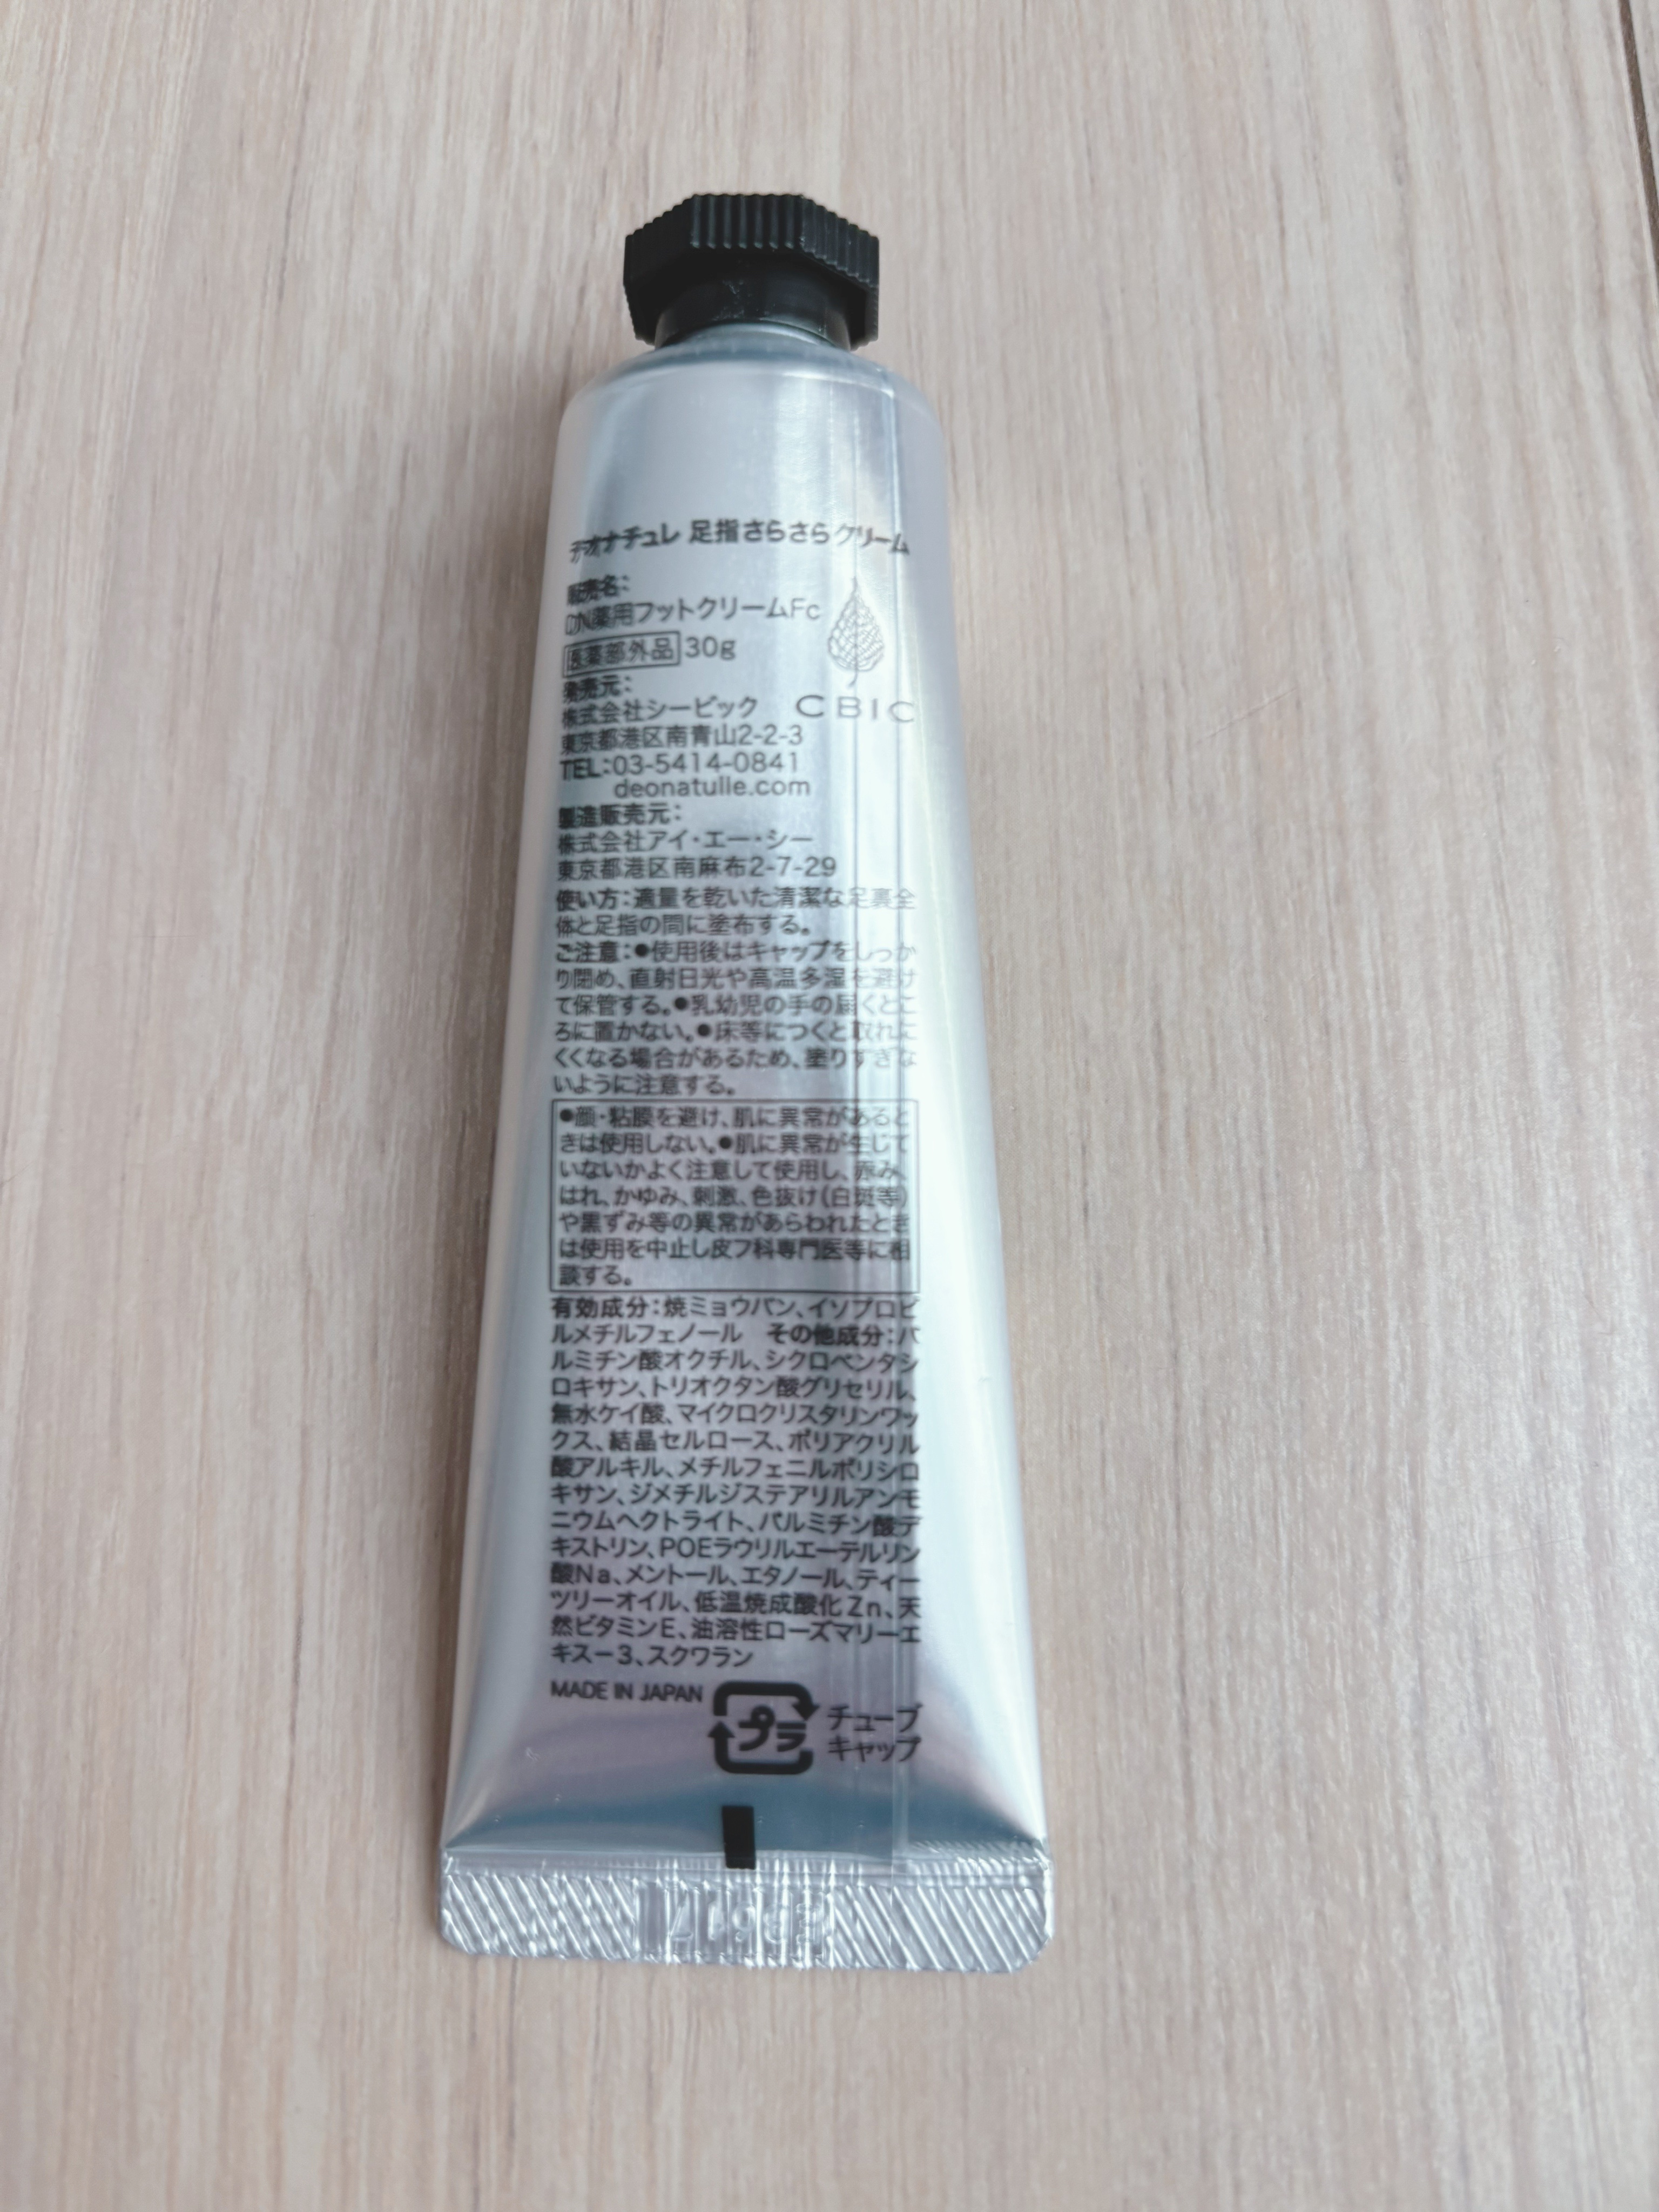 デオナチュレ 足指さらさらクリーム
販売名：
DN薬用フットクリームFc
医薬部外品 30g
発売元：
株式会社シービック
CBIC
東京都港区南青山2-2-3
TEL：03-5414-0841
deonatulle.com
製造販売元：
株式会社アイ・エー・シー
東京都港区南麻布2-7-29
使い方：適量を乾いた清潔な足裏全
体と足指の間に塗布する。
ご注意：●使用後はキャップをしっか
り閉め、直射日光や高温多湿を避け
て保管する。●乳幼児の手の届くとこ
ろに置かない。●床等につくと取れに
くくなる場合があるため、塗りすぎな
いように注意する。
●顔・粘膜を避け、肌に異常があると
きは使用しない。●肌に異常が生じて
いないかよく注意して使用し、赤み、
はれ、かゆみ、刺激、色抜け（白斑等）
や黒ずみ等の異常があらわれたとき
は使用を中止し皮フ科専門医等に相
談する。
有効成分：焼ミョウバン、イソプロピ
ルメチルフェノール その他成分：パ
ルミチン酸オクチル、シクロペンタシ
ロキサン、トリオクタン酸グリセリル、
無水ケイ酸、マイクロクリスタリンワッ
クス、結晶セルロース、ポリアクリル
酸アルキル、メチルフェニルポリシロ
キサン、ジメチルジステアリルアンモ
ニウムヘクトライト、パルミチン酸デ
キストリン、POEラウリルエーテルリン
酸Na、メントール、エタノール、ティー
ツリーオイル、低温焼成酸化Zn、天
然ビタミンE、油溶性ローズマリーエ
キスー3、スクワラン
MADE IN JAPAN
プラ
チューブ
キャップ